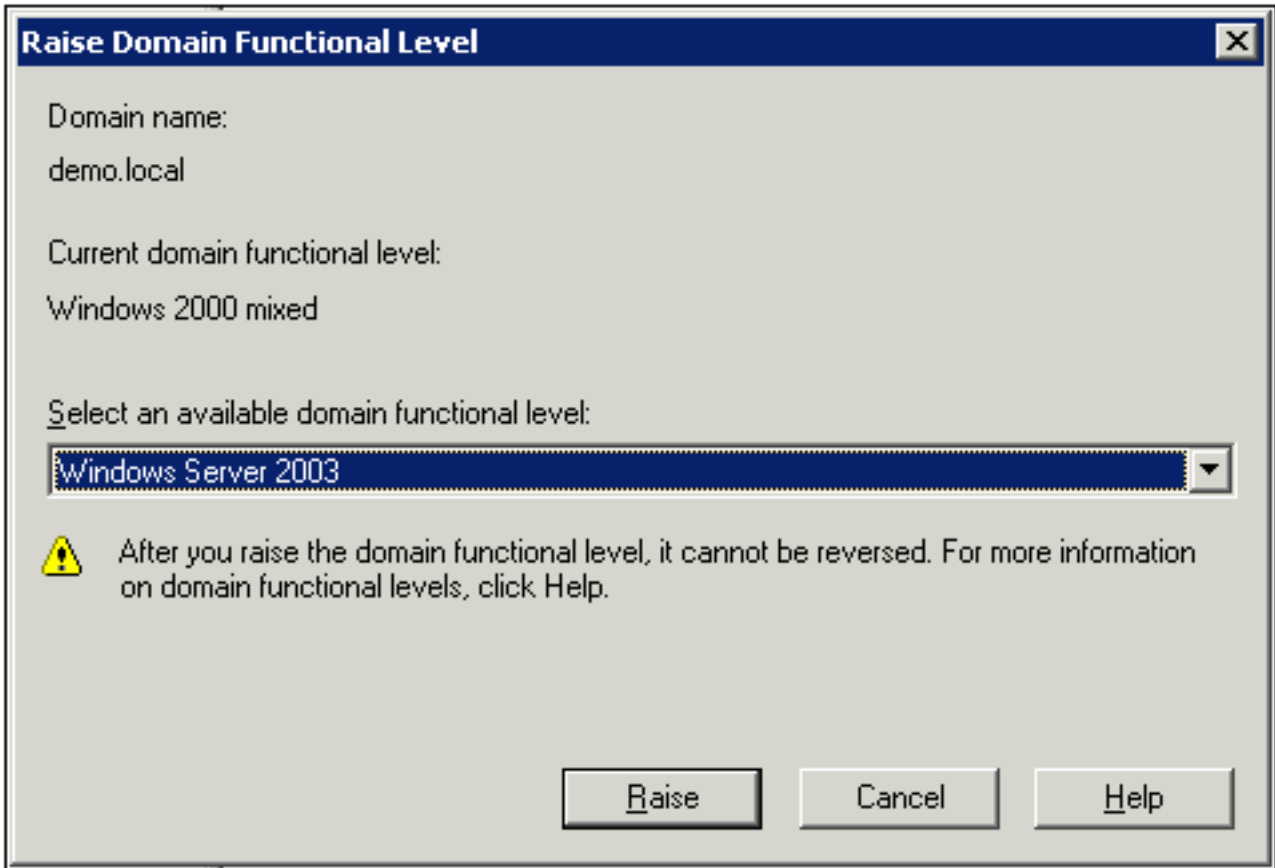 Raise Domain Functional Level
Domain name:
demo.local
Current domain functional level:
Windows 2000 mixed
Select an available domain functional level:
Windows Server 2003
After you raise the domain functional level, it cannot be reversed. For more information
on domain functional levels, click Help.
Raise Cancel Help